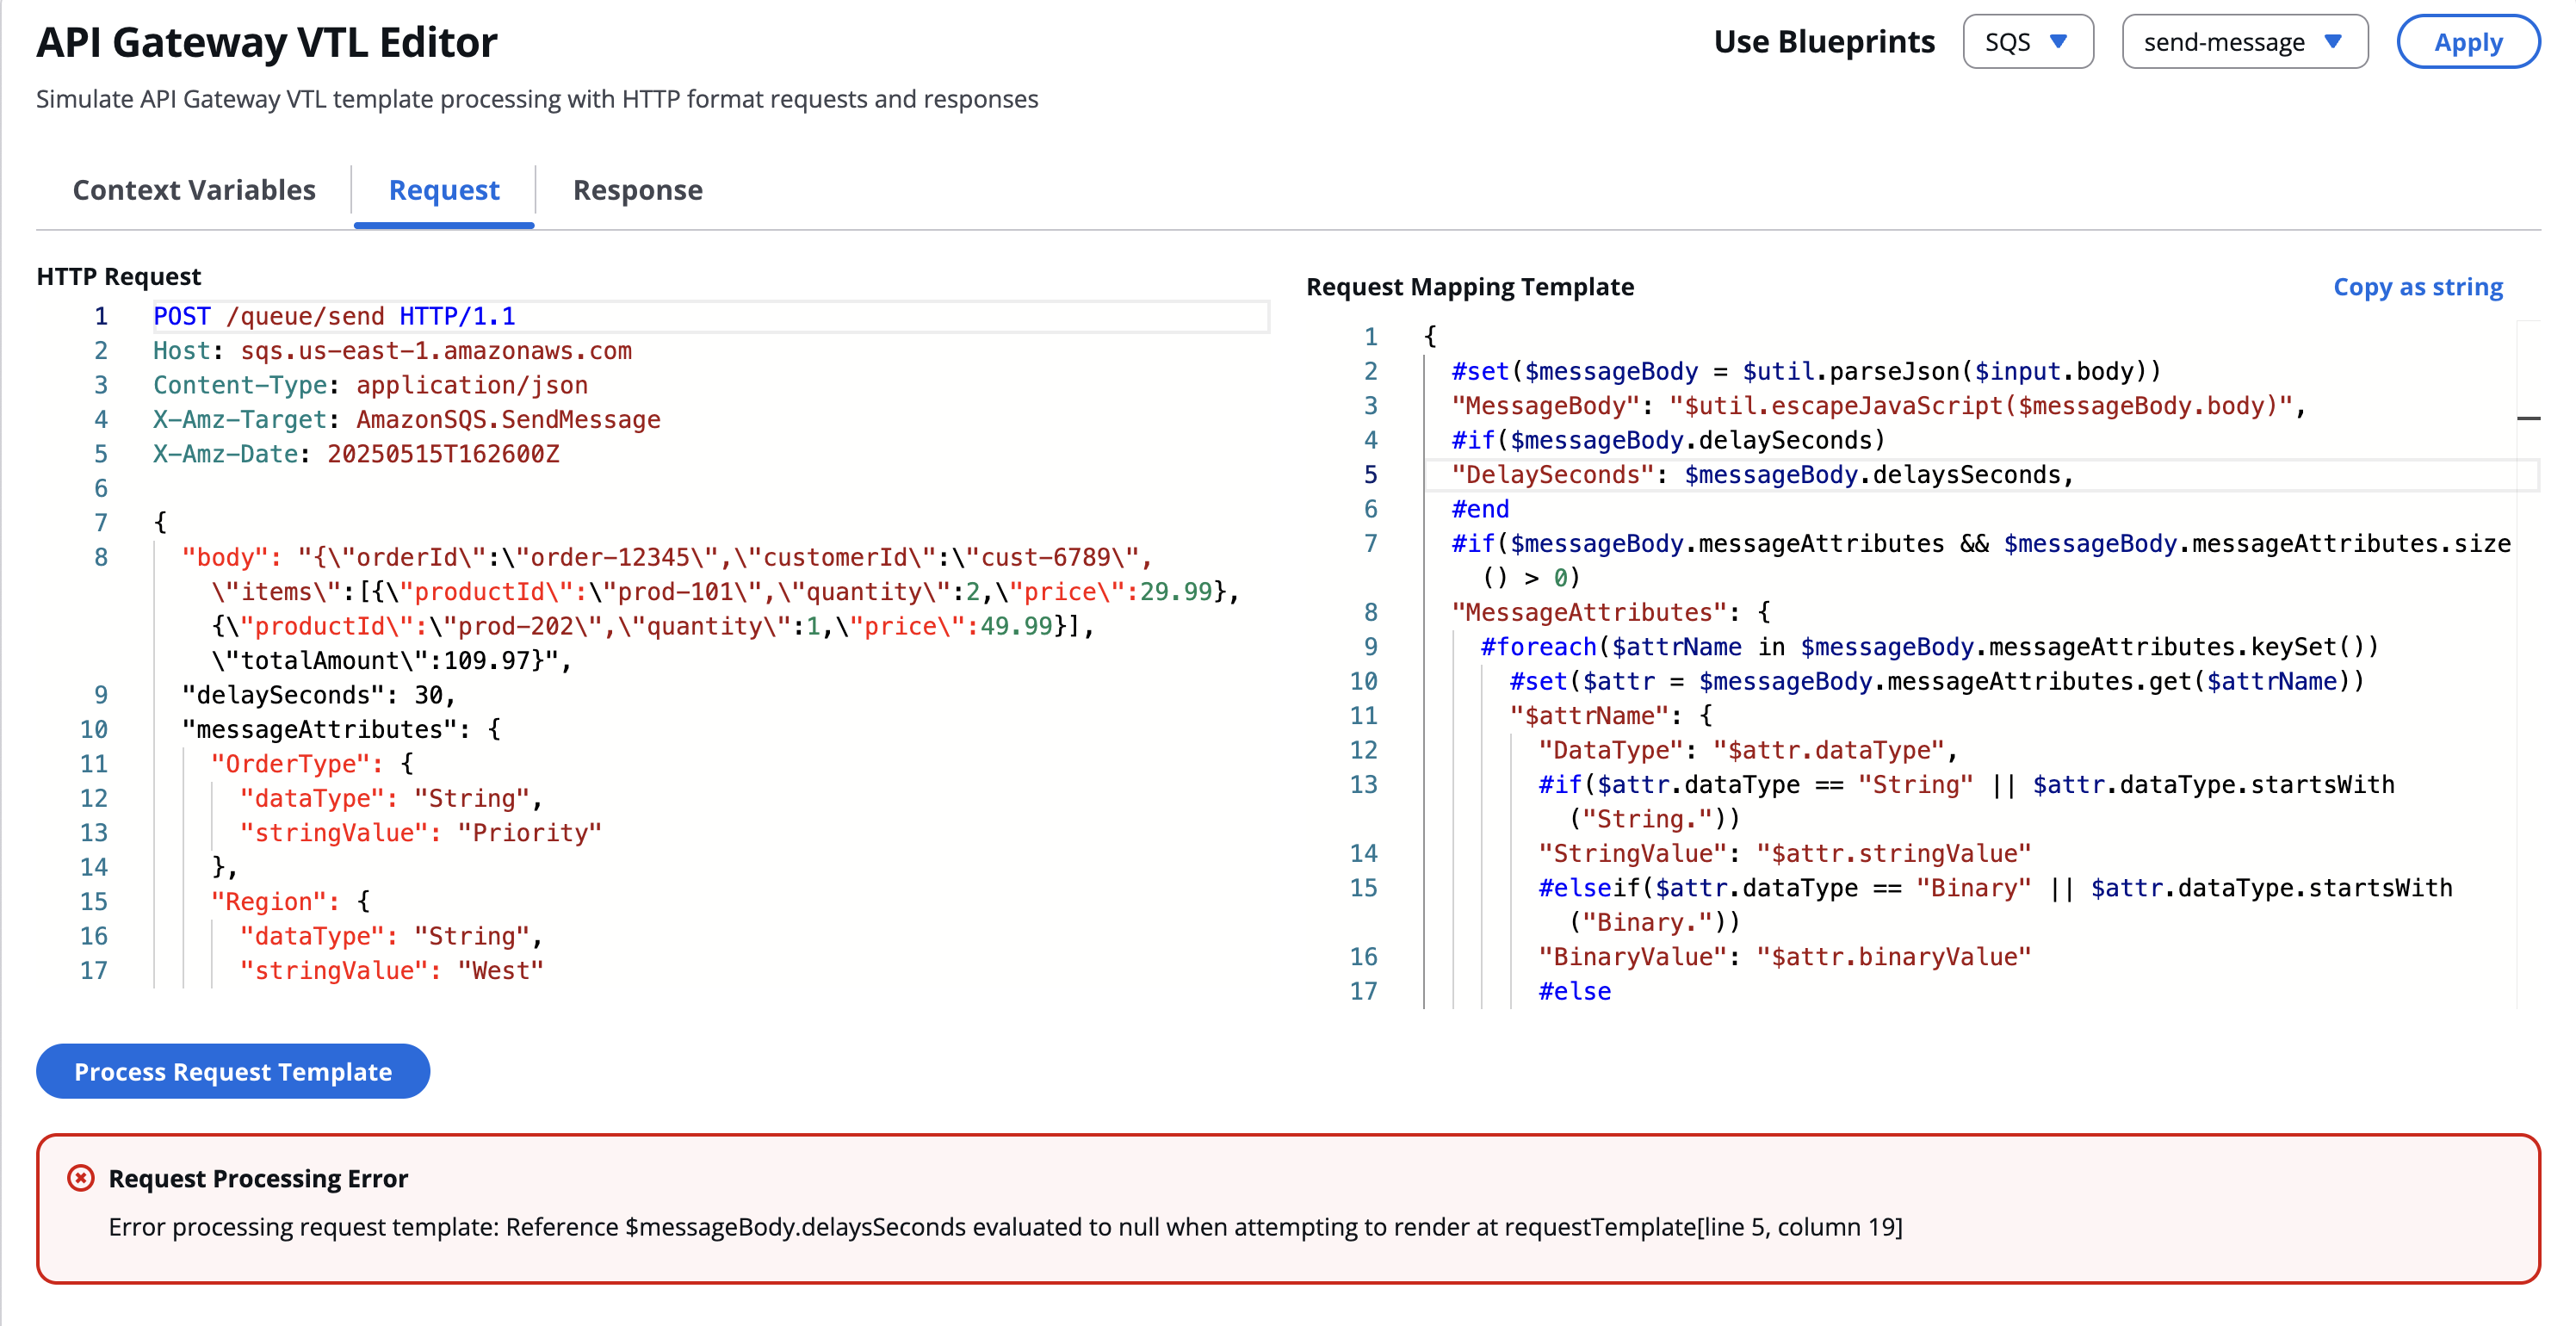 API Gateway VTL Editor
Use Blueprints
SQS
send-message
Apply
Simulate API Gateway VTL template processing with HTTP format requests and responses
Context Variables
Request
Response
HTTP Request
1 POST /queue/send HTTP/1.1
2 Host: sqs.us-east-1.amazonaws.com
3 Content-Type: application/json
4 X-Amz-Target: AmazonSQS.SendMessage
5 X-Amz-Date: 20250515T162600Z
6
7 {
8 "body": "{\"orderId\":\"order-12345\",\"customerId\":\"cust-6789\",
\"items\":[{\"productId\":\"prod-101\",\"quantity\":2,\"price\":29.99},
{\"productId\":\"prod-202\",\"quantity\":1,\"price\":49.99}],
\"totalAmount\":109.97}",
9 "delaySeconds": 30,
10 "messageAttributes": {
11 "OrderType": {
12 "dataType": "String",
13 "stringValue": "Priority"
14 },
15 "Region": {
16 "dataType": "String",
17 "stringValue": "West"
Request Mapping Template
Copy as string
1 {
2 #set($messageBody = $util.parseJson($input.body))
3 "MessageBody": "$util.escapeJavaScript($messageBody.body)",
4 #if($messageBody.delaySeconds)
5 "DelaySeconds": $messageBody.delaysSeconds,
6 #end
7 #if($messageBody.messageAttributes && $messageBody.messageAttributes.size
() > 0)
8 "MessageAttributes": {
9 #foreach($attrName in $messageBody.messageAttributes.keySet())
10 #set($attr = $messageBody.messageAttributes.get($attrName))
11 "$attrName": {
12 "DataType": "$attr.dataType",
13 #if($attr.dataType == "String" || $attr.dataType.startsWith
("String."))
14 "StringValue": "$attr.stringValue"
15 #elseif($attr.dataType == "Binary" || $attr.dataType.startsWith
("Binary."))
16 "BinaryValue": "$attr.binaryValue"
17 #else
Process Request Template
Request Processing Error
Error processing request template: Reference $messageBody.delaysSeconds evaluated to null when attempting to render at requestTemplate[line 5, column 19]